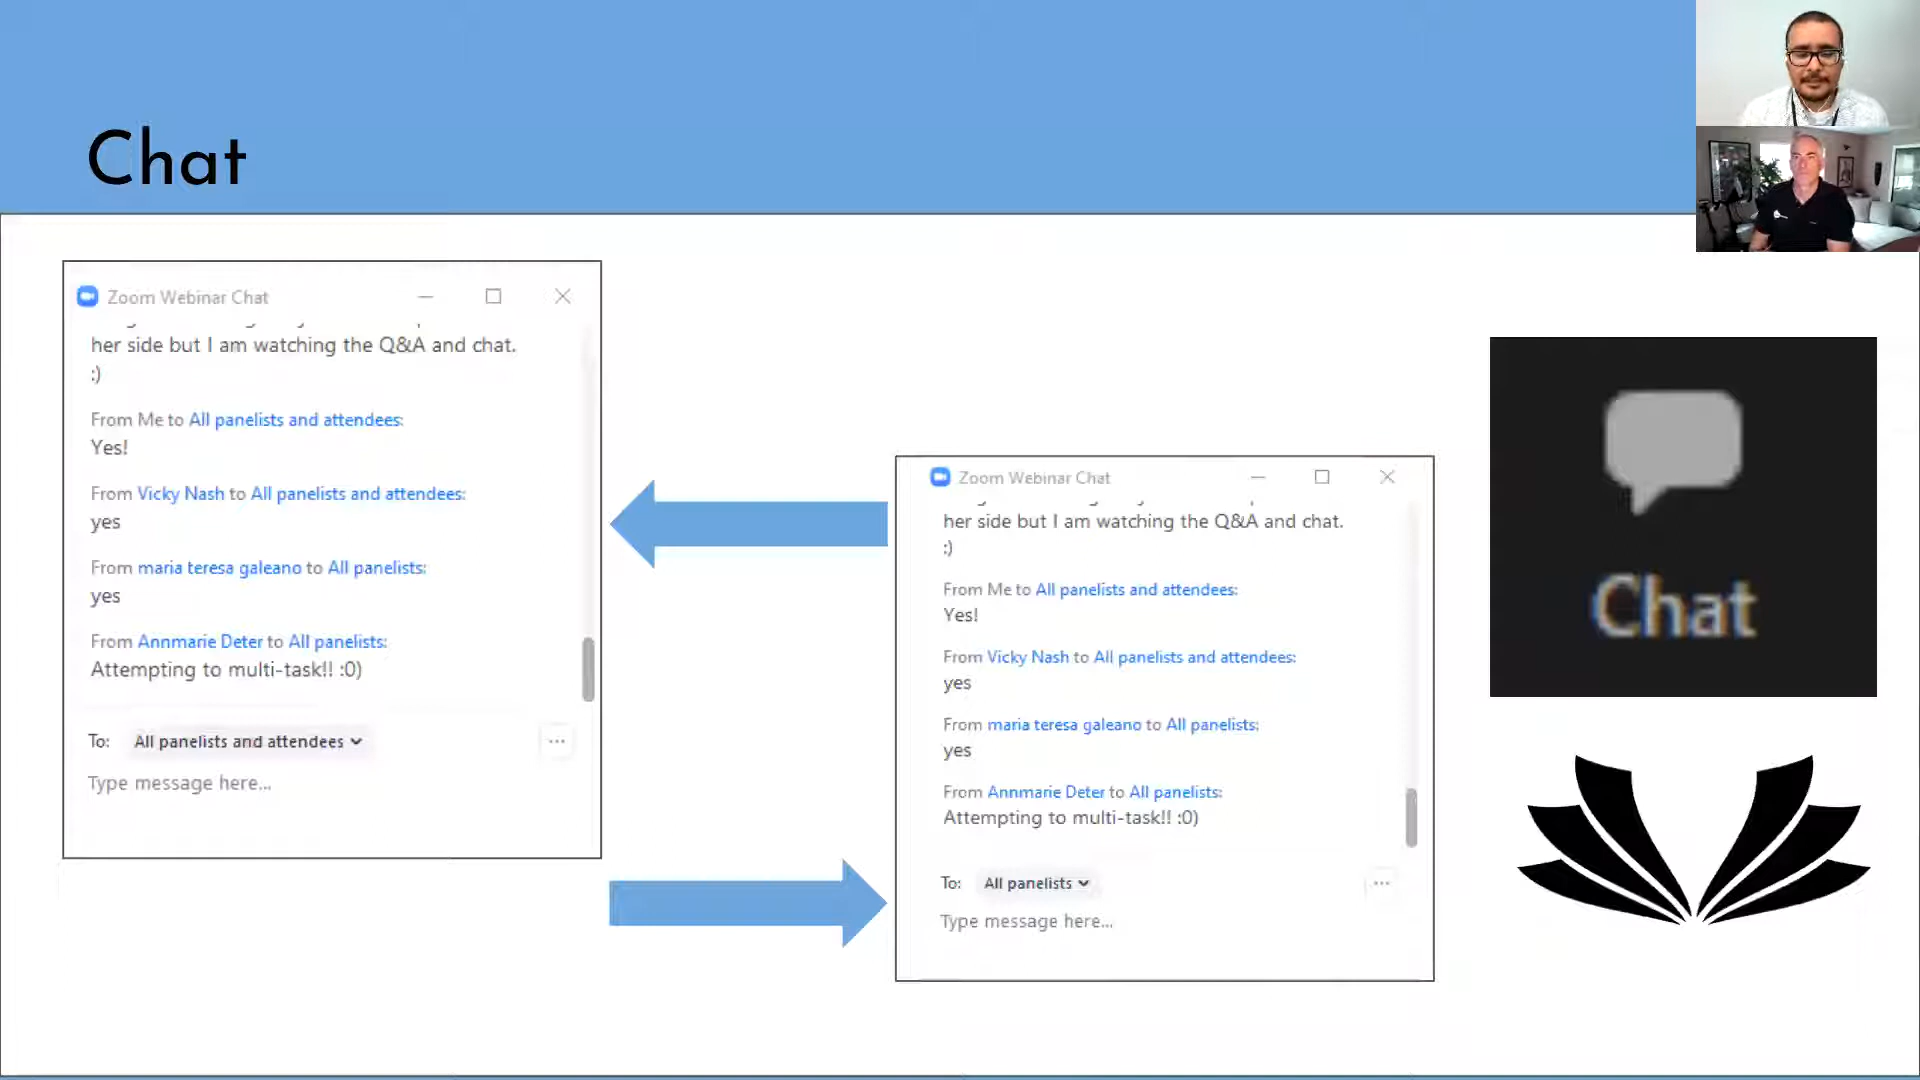 Chat
Zoom Webinar Chat
her side but I am watching the Q&A and chat.
:)
From Me to All panelists and attendees:
Yes!
From Vicky Nash to All panelists and attendees:
yes
From maria teresa galeano to All panelists:
yes
From Annmarie Deter to All panelists:
Attempting to multi-task!! :0)
To: All panelists and attendees
Type message here...
Zoom Webinar Chat
her side but I am watching the Q&A and chat.
:)
From Me to All panelists and attendees:
Yes!
From Vicky Nash to All panelists and attendees:
yes
From maria teresa galeano to All panelists:
yes
From Annmarie Deter to All panelists:
Attempting to multi-task!! :0)
To: All panelists
Type message here...
Chat